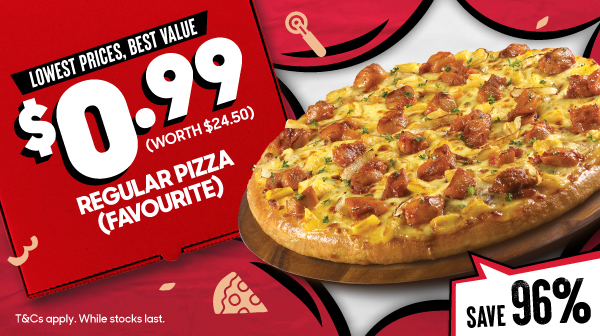 LOWEST PRICES, BEST VALUE
$0.99
(WORTH $24.50)
REGULAR PIZZA
(FAVOURITE)
T&Cs apply. While stocks last.
SAVE 96%